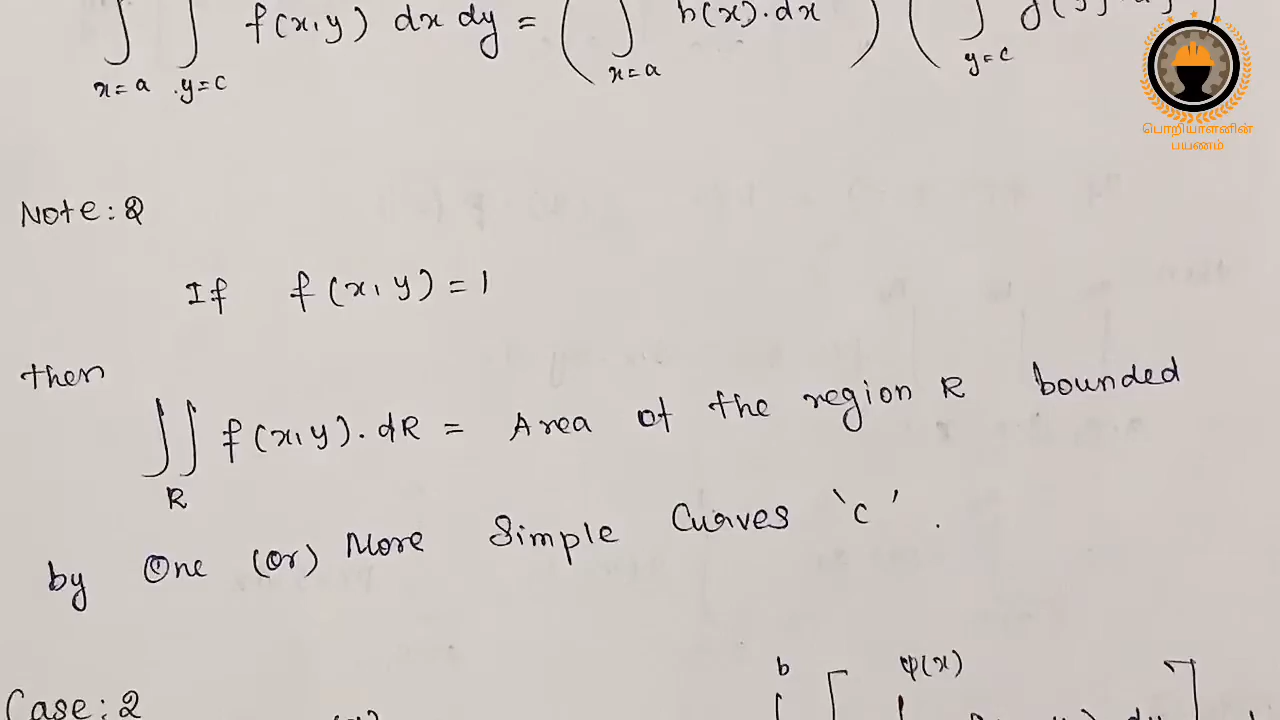 ∫ ∫ f(x,y) dx dy = ( ∫ h(x).dx ) ( ∫
x=a y=c x=a y=c
பொறியாளனின்
பயணம்
Note:2
If f(x,y) = 1
then
∫∫ f(x,y).dR = Area of the region R bounded
R
by One (or) More Simple Curves 'c'.
b ψ(x)
Case:2